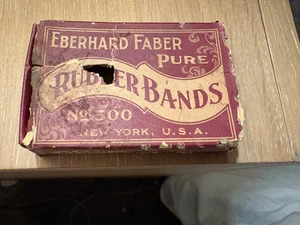 EBERHARD FABER
PURE
RUBBER BANDS
No 300
NEW YORK, U.S.A.